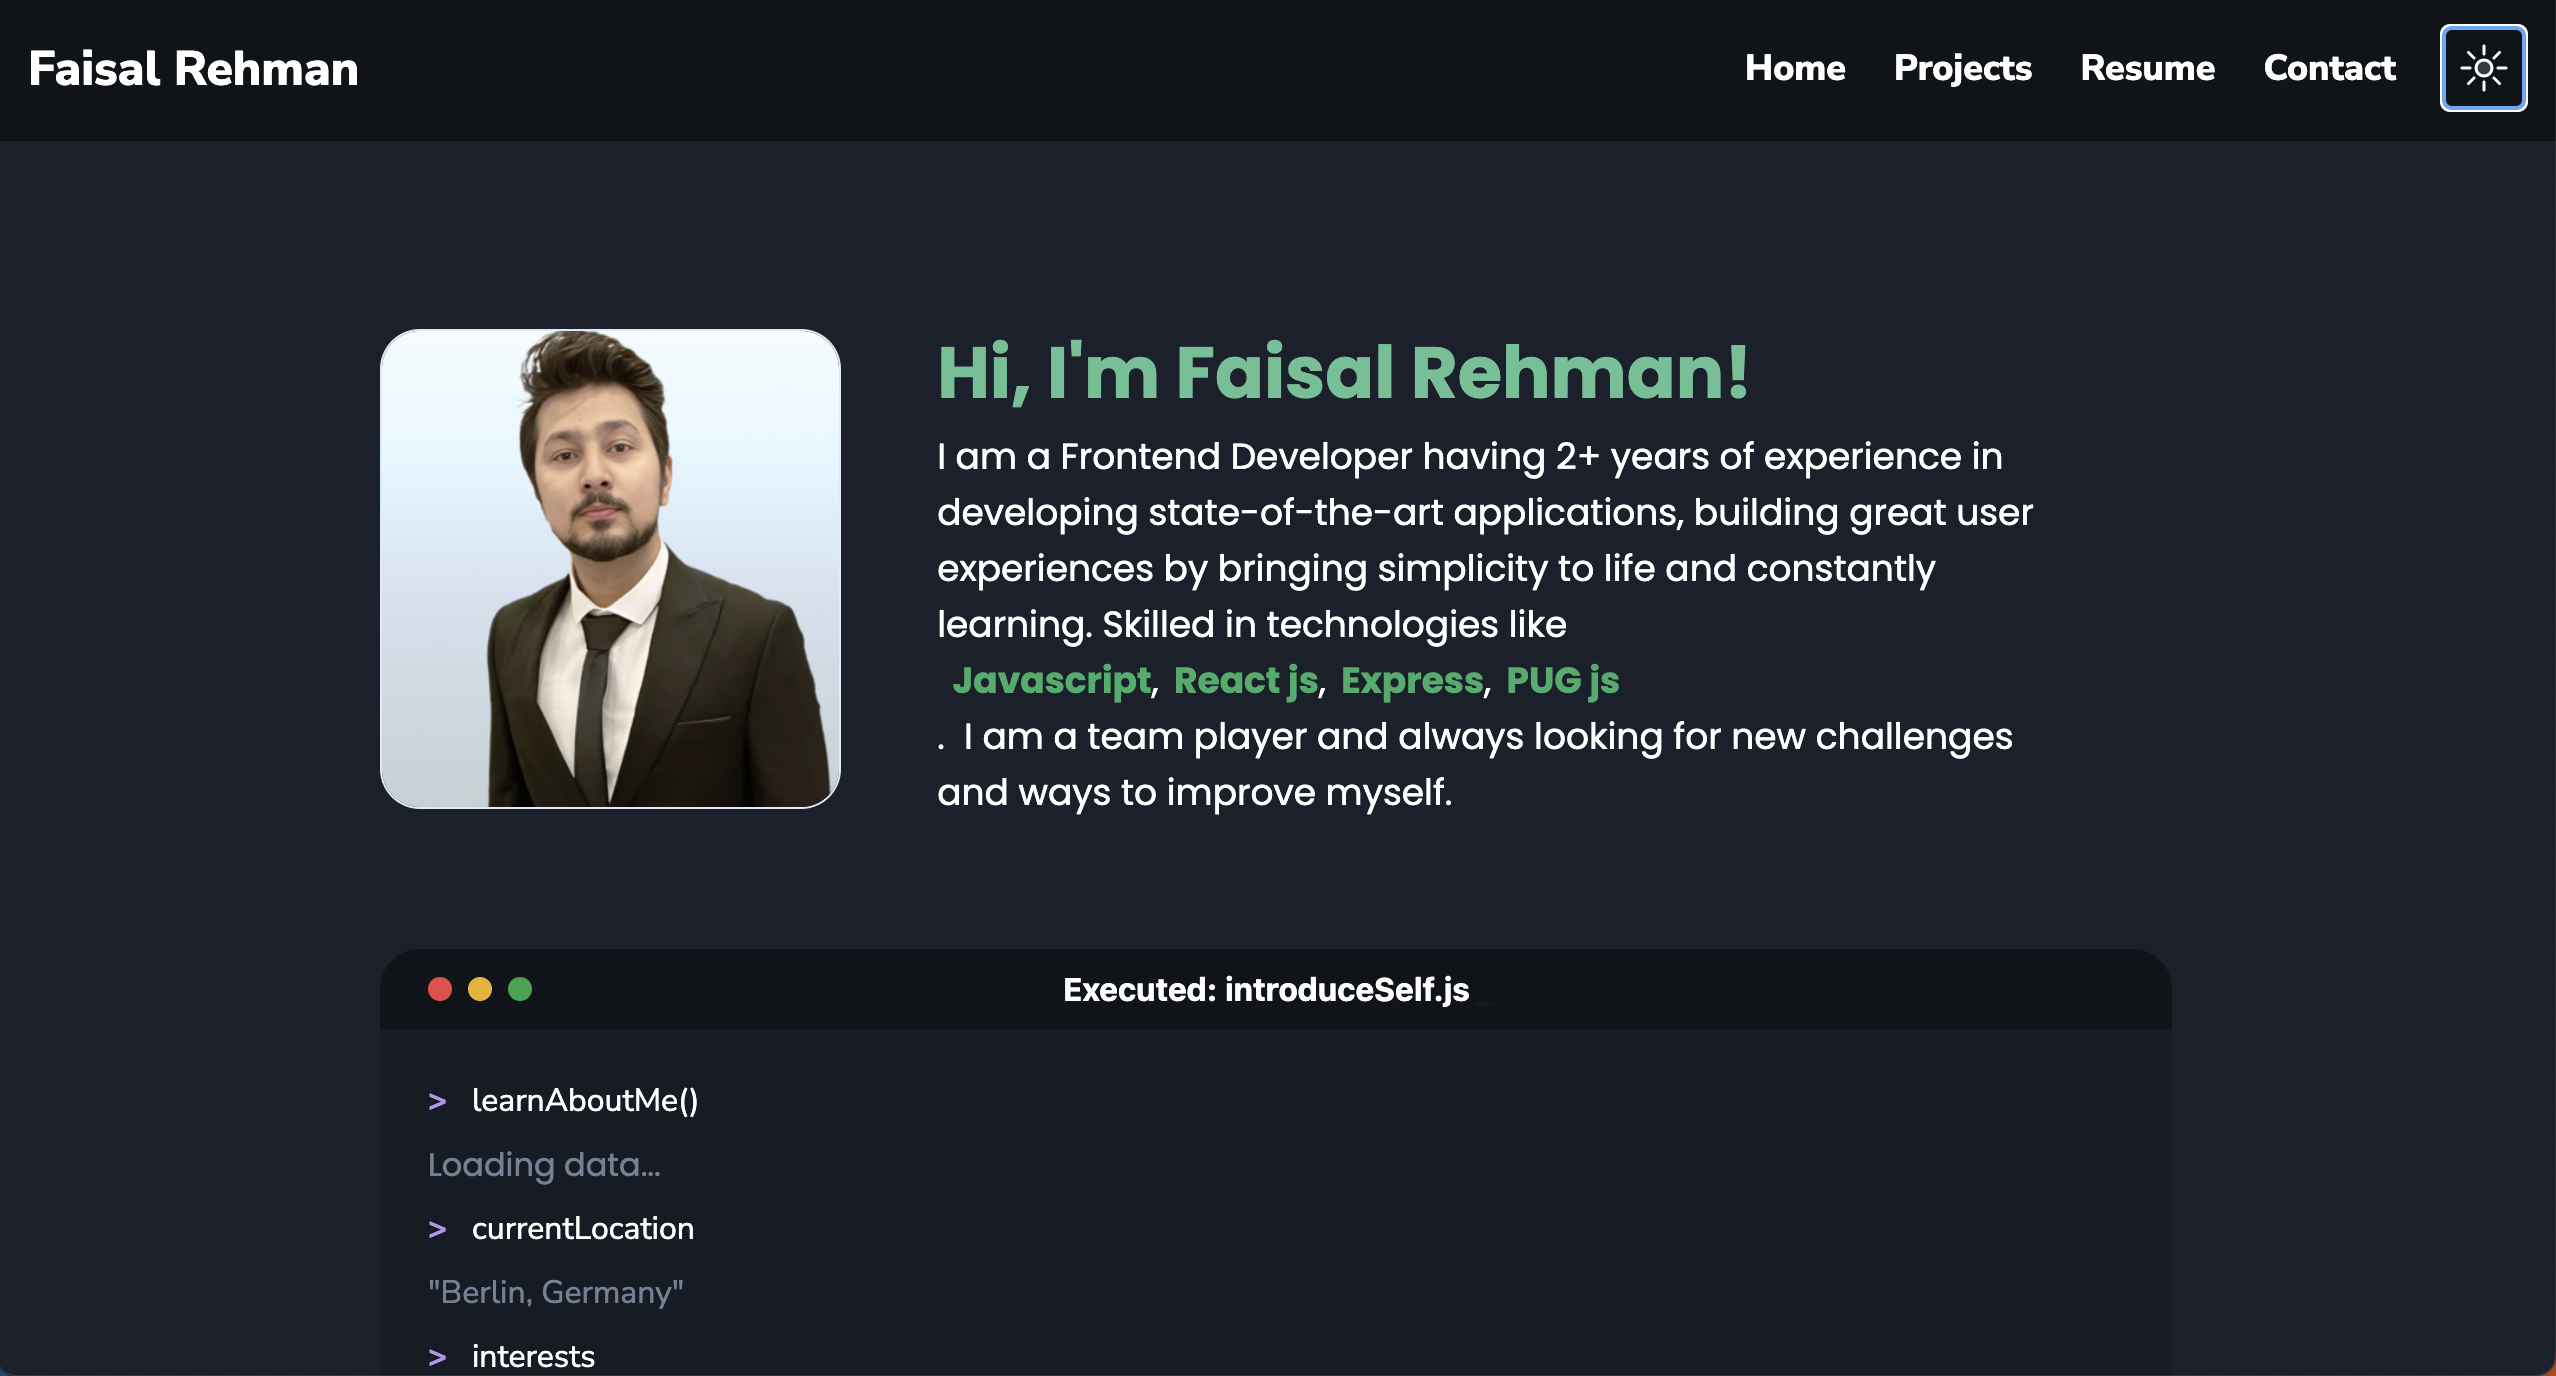 Faisal Rehman
Home Projects Resume Contact
Hi, I'm Faisal Rehman!
I am a Frontend Developer having 2+ years of experience in
developing state-of-the-art applications, building great user
experiences by bringing simplicity to life and constantly
learning. Skilled in technologies like
Javascript, React js, Express, PUG js
. I am a team player and always looking for new challenges
and ways to improve myself.
Executed: introduceSelf.js
> learnAboutMe()
Loading data...
> currentLocation
"Berlin, Germany"
> interests